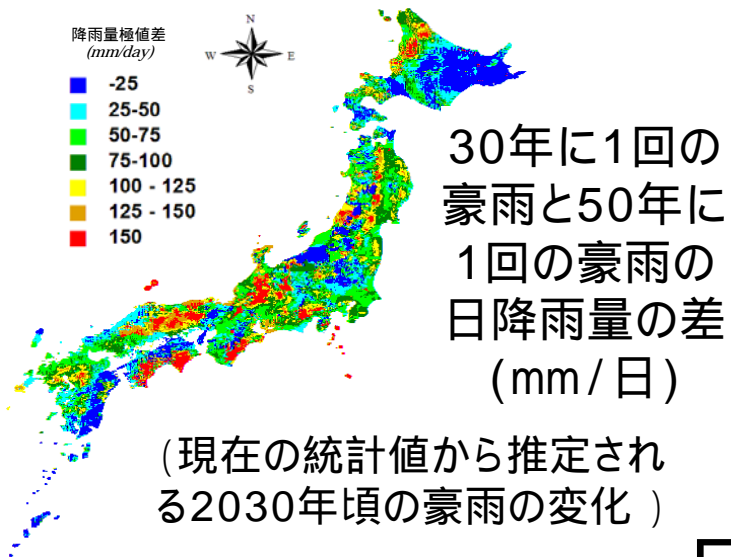 降雨量極値差
(mm/day)
N
W
E
S
-25
25-50
50-75
75-100
100 - 125
125 - 150
150
30年に1回の
豪雨と50年に
1回の豪雨の
日降雨量の差
(mm/日)
(現在の統計値から推定され
る2030年頃の豪雨の変化 )